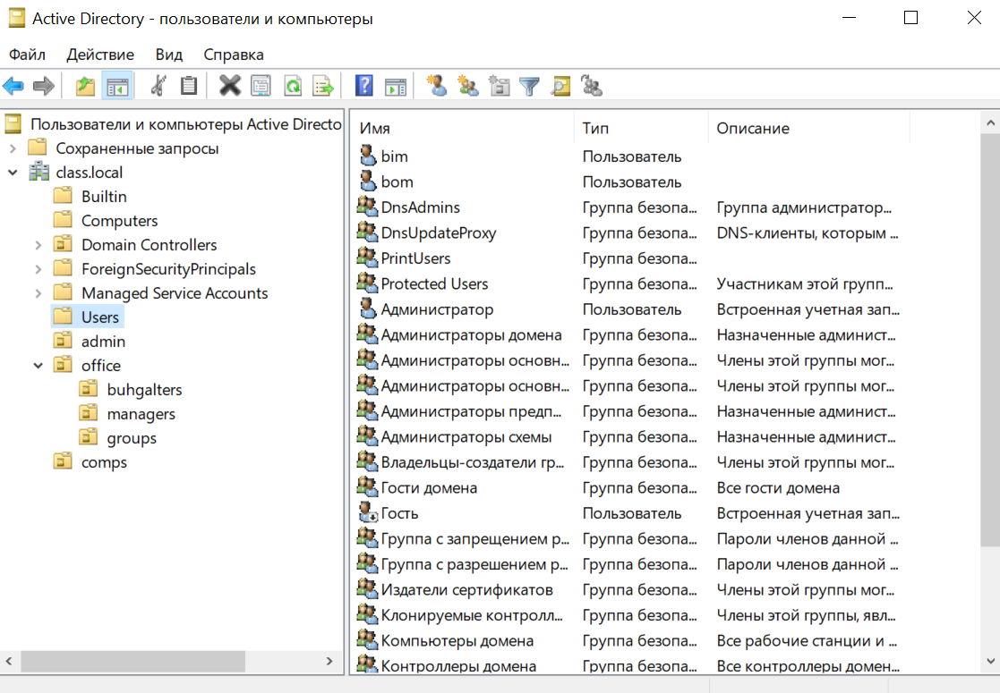 Active Directory - пользователи и компьютеры
Файл Действие Вид Справка
Пользователи и компьютеры Active Directo
Сохраненные запросы
class.local
Builtin
Computers
Domain Controllers
ForeignSecurityPrincipals
Managed Service Accounts
Users
admin
office
buhgalters
managers
groups
comps
Имя Тип Описание
bim Пользователь
bom Пользователь
DnsAdmins Группа безопа... Группа администратор...
DnsUpdateProxy Группа безопа... DNS-клиенты, которым ...
PrintUsers Группа безопа...
Protected Users Группа безопа... Участникам этой групп...
Администратор Пользователь Встроенная учетная зап...
Администраторы домена Группа безопа... Назначенные админист...
Администраторы основн... Группа безопа... Члены этой группы мог...
Администраторы основн... Группа безопа... Члены этой группы мог...
Администраторы предп... Группа безопа... Назначенные админист...
Администраторы схемы Группа безопа... Назначенные админист...
Владельцы-создатели гр... Группа безопа... Члены этой группы мог...
Гости домена Группа безопа... Все гости домена
Гость Пользователь Встроенная учетная зап...
Группа с запрещением р... Группа безопа... Пароли членов данной ...
Группа с разрешением р... Группа безопа... Пароли членов данной ...
Издатели сертификатов Группа безопа... Члены этой группы мог...
Клонируемые контролл... Группа безопа... Члены этой группы, явл...
Компьютеры домена Группа безопа... Все рабочие станции и ...
Контроллеры домена Группа безопа... Все контроллеры домен...